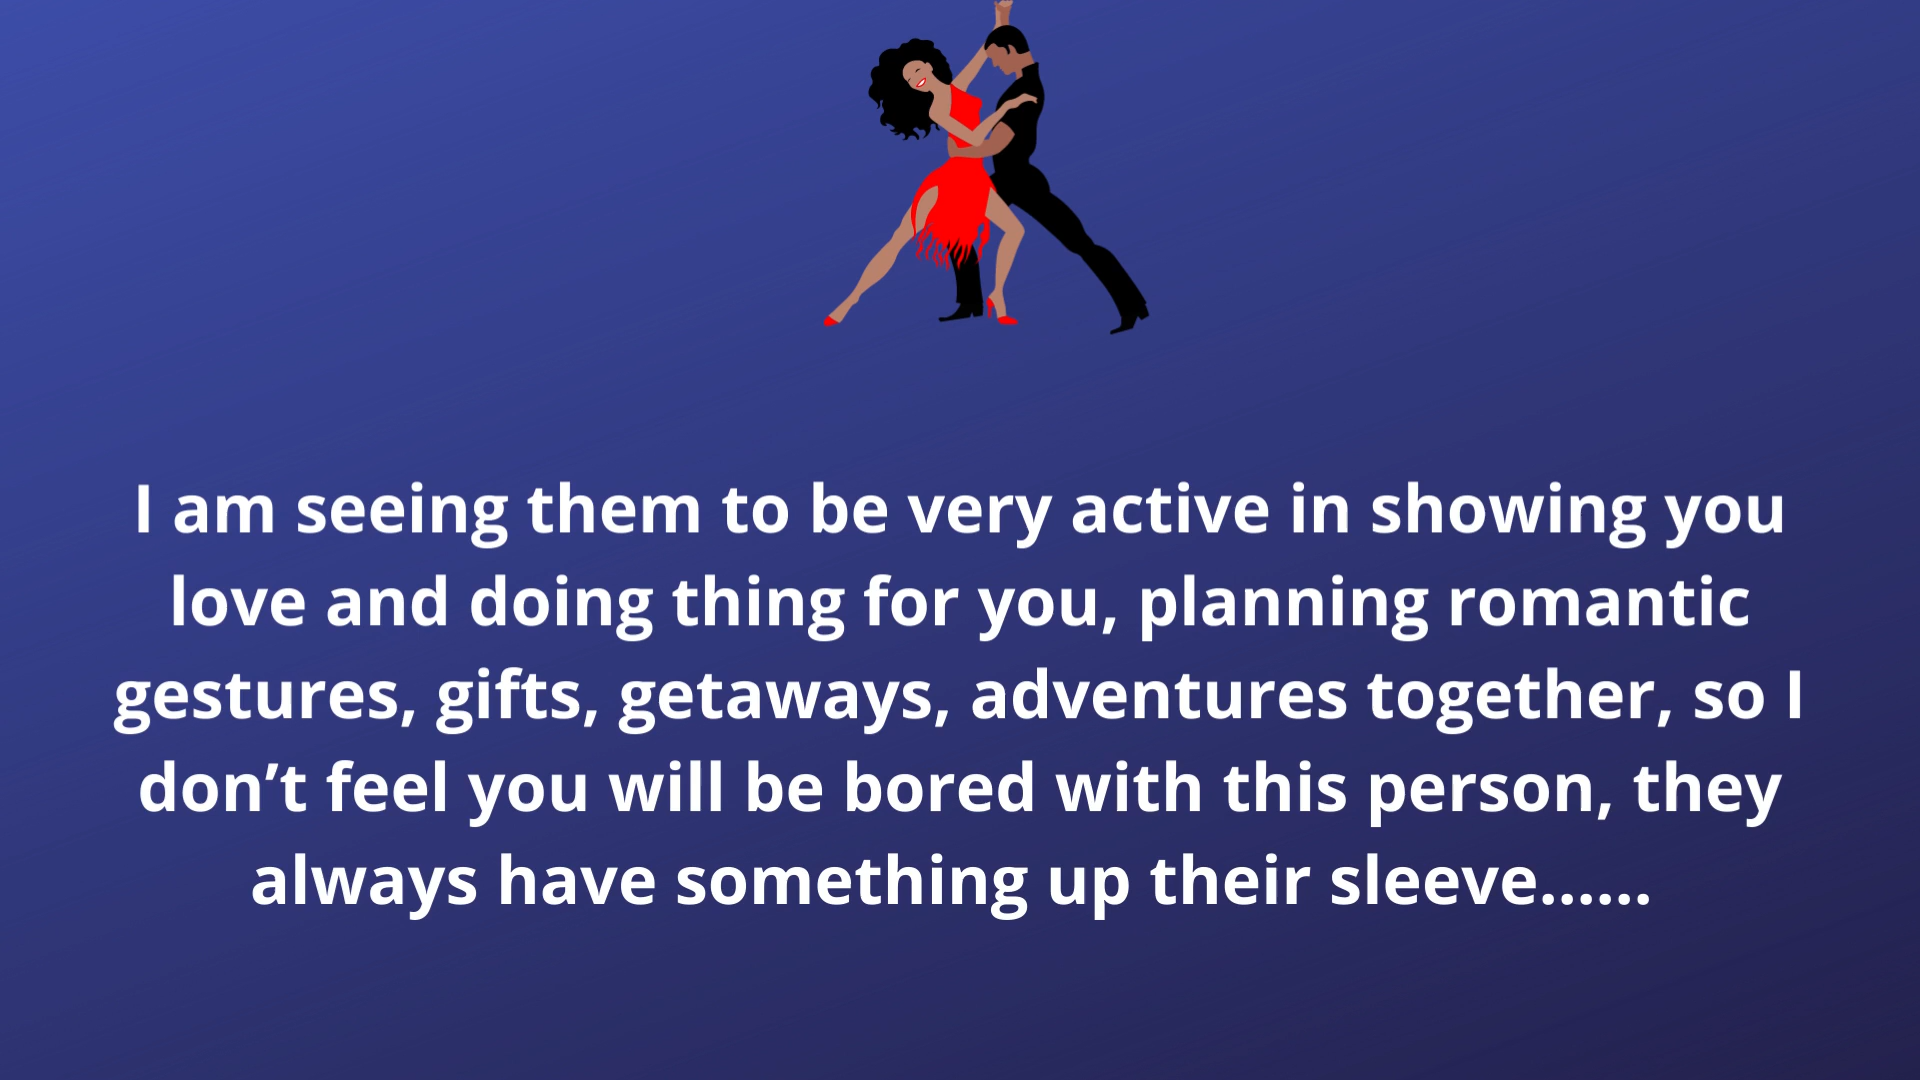 I am seeing them to be very active in showing you
love and doing thing for you, planning romantic
gestures, gifts, getaways, adventures together, so I
don’t feel you will be bored with this person, they
always have something up their sleeve......